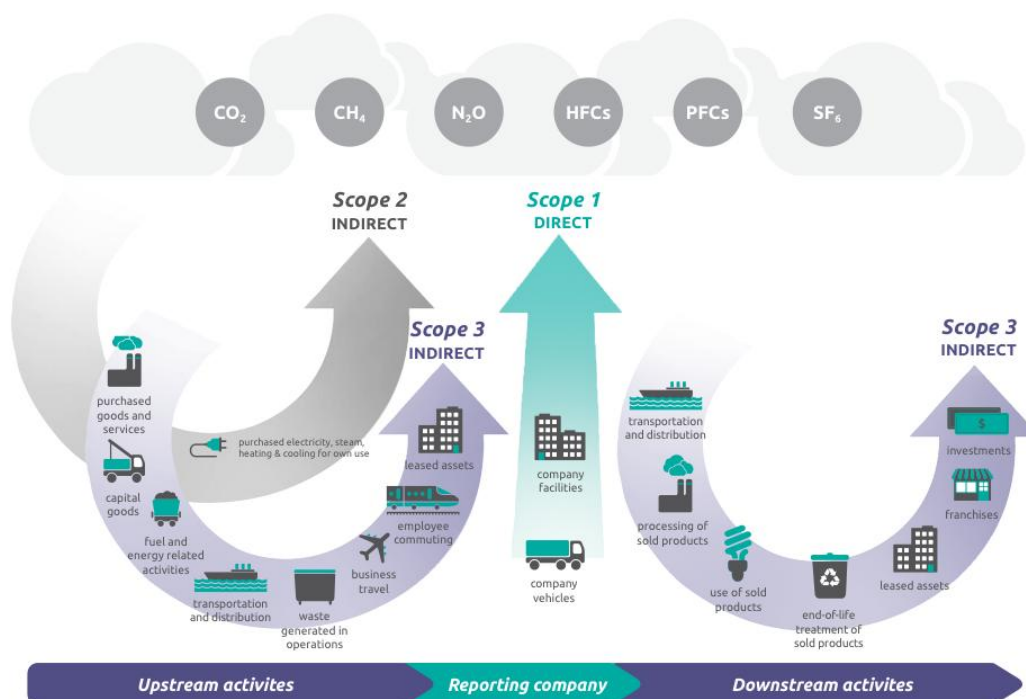 CO₂
CH₄
N₂O
HFCs
PFCs
SF₆
Scope 2
INDIRECT
Scope 1
DIRECT
Scope 3
INDIRECT
Scope 3
INDIRECT
purchased
goods and
services
capital
goods
fuel and
energy related
activities
purchased electricity, steam,
heating & cooling for own use
transportation
and distribution
waste
generated in
operations
business
travel
employee
commuting
leased assets
company
facilities
company
vehicles
transportation
and distribution
processing of
sold products
use of sold
products
end-of-life
treatment of
sold products
leased assets
franchises
investments
$
Upstream activites
Reporting company
Downstream activites